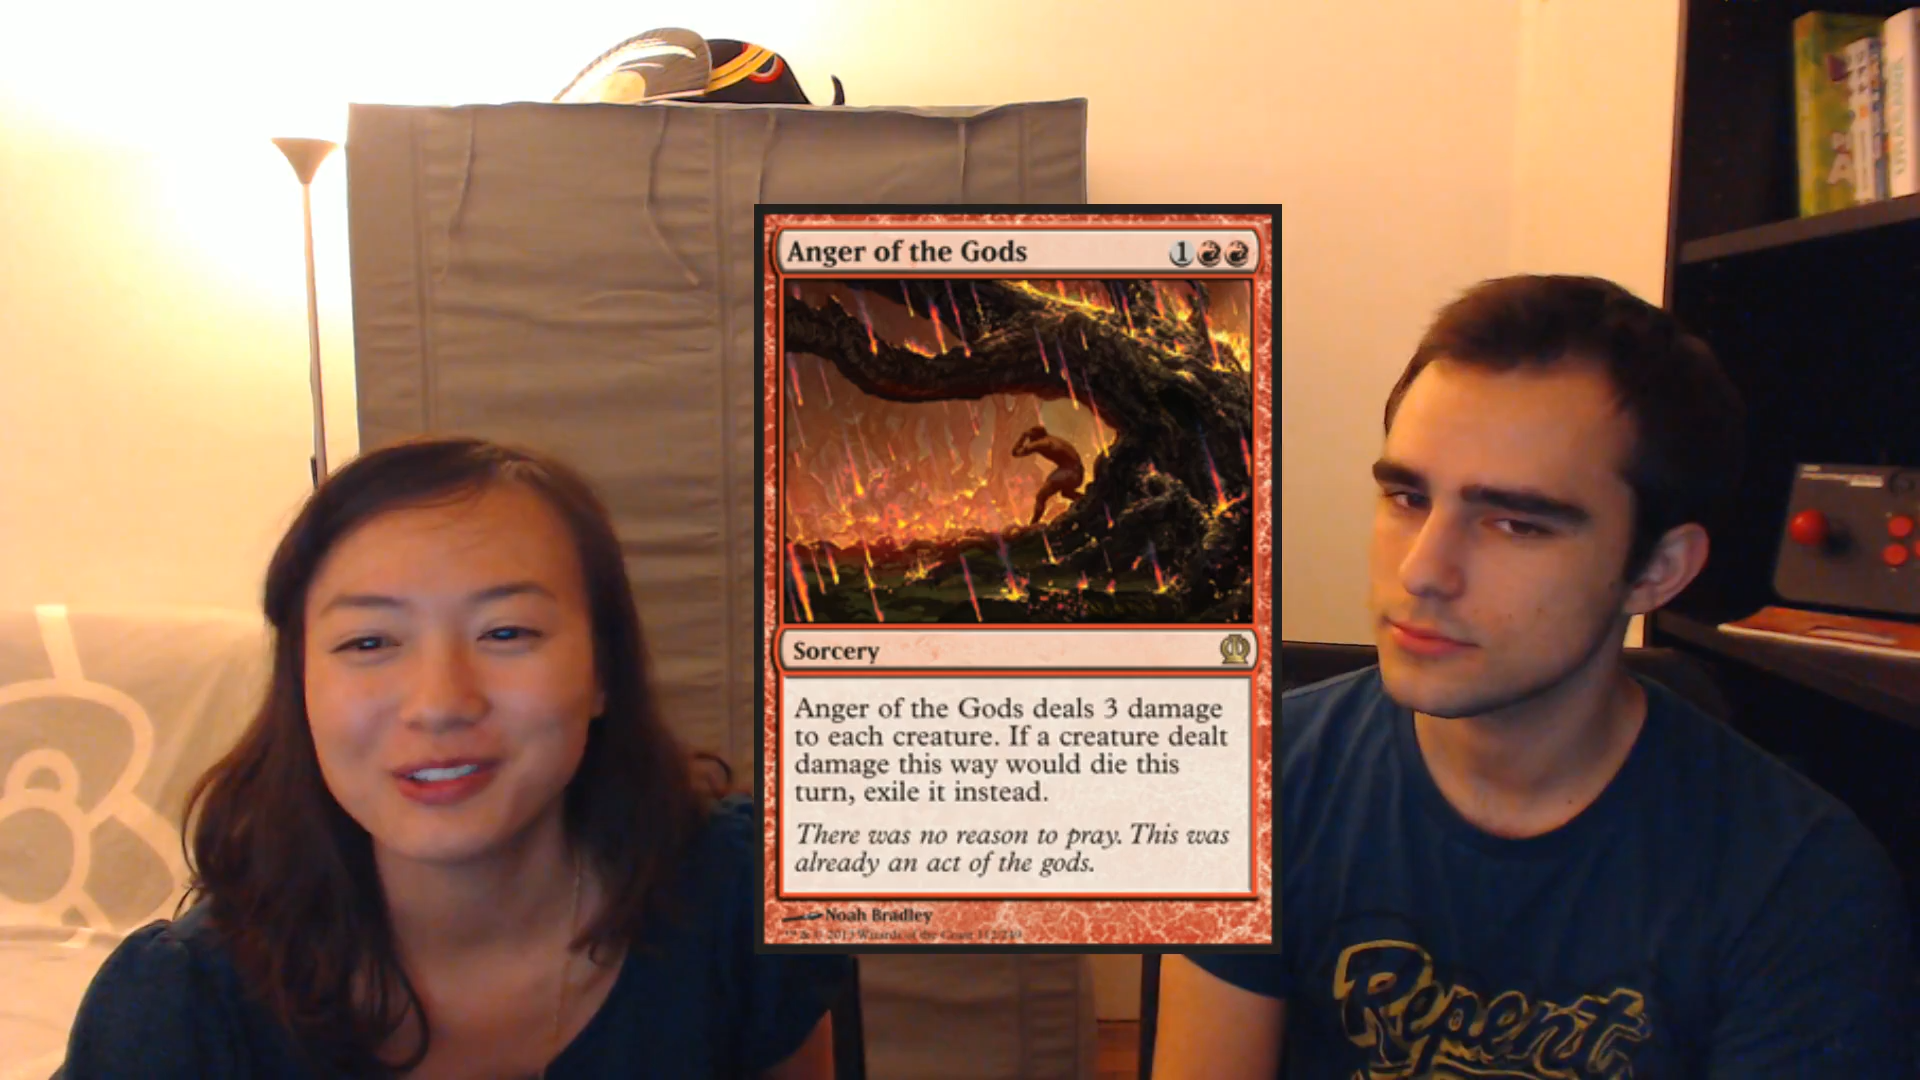 Anger of the Gods 1
Sorcery
Anger of the Gods deals 3 damage
to each creature. If a creature dealt
damage this way would die this
turn, exile it instead.
There was no reason to pray. This was
already an act of the gods.
Noah Bradley
Repent